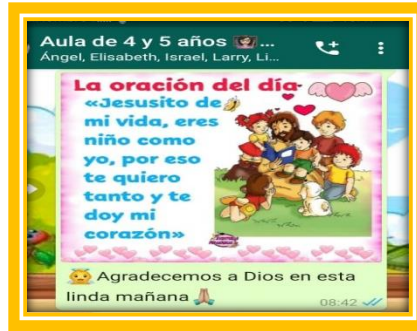 Aula de 4 y 5 años 👩🏻...
Ángel, Elisabeth, Israel, Larry, Li...
La oración del día
«Jesusito de
mi vida, eres
niño como
yo, por eso
te quiero
tanto y te
doy mi
corazón»
👼 Agradecemos a Dios en esta
linda mañana 🙏🏻
08:42